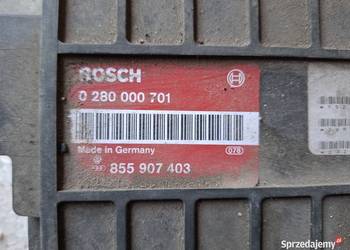 BOSCH
0 280 000 701
Made in Germany
078
855 907 403
Sprzedajemy